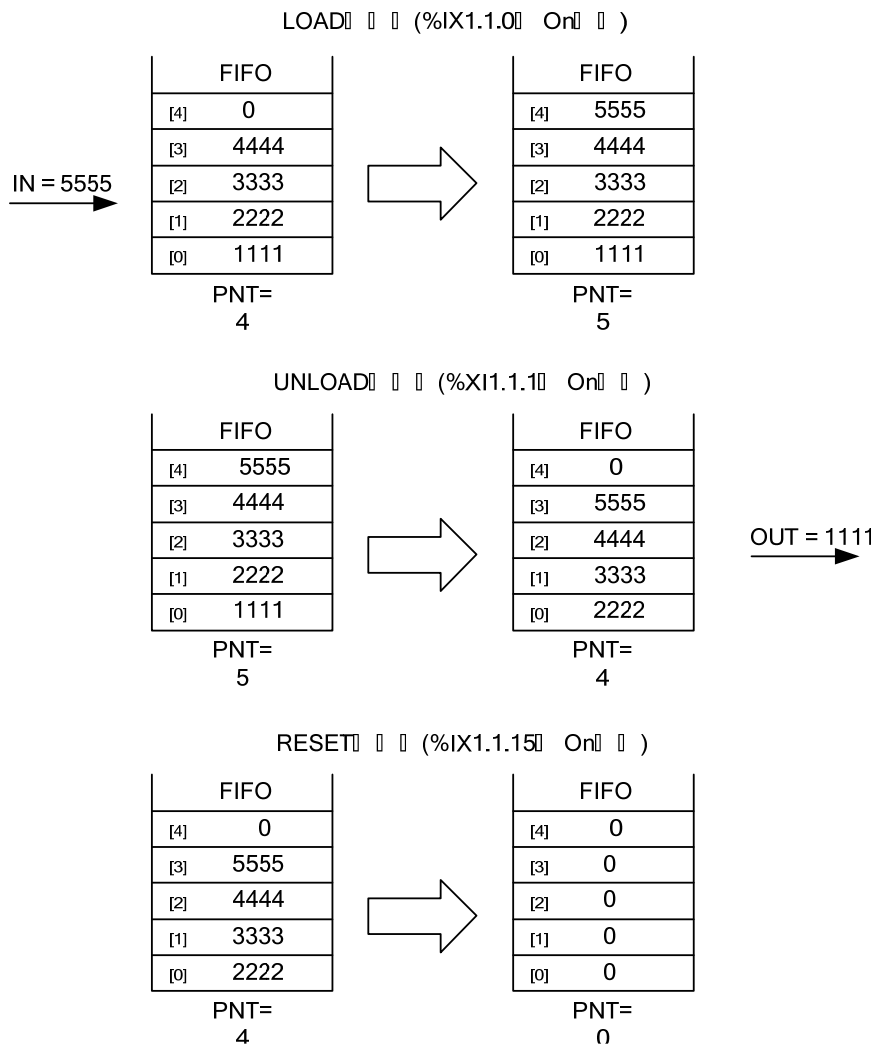 LOAD (%IX1.1.0 On )
FIFO FIFO
[4] 0 [4] 5555
[3] 4444 [3] 4444
IN = 5555
[2] 3333 [2] 3333
[1] 2222 [1] 2222
[0] 1111 [0] 1111
PNT= PNT=
4 5
UNLOAD (%XI1.1.1 On )
FIFO FIFO
[4] 5555 [4] 0
[3] 4444 [3] 5555
[2] 3333 [2] 4444
OUT = 1111
[1] 2222 [1] 3333
[0] 1111 [0] 2222
PNT= PNT=
5 4
RESET (%IX1.1.15 On )
FIFO FIFO
[4] 0 [4] 0
[3] 5555 [3] 0
[2] 4444 [2] 0
[1] 3333 [1] 0
[0] 2222 [0] 0
PNT= PNT=
4 0